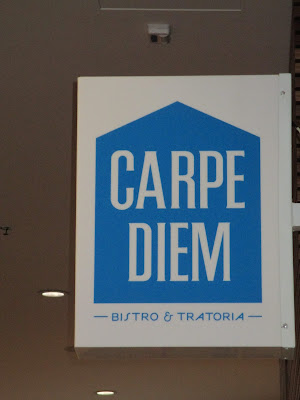 CARPE
DIEM
— BISTRO & TRATORIA —